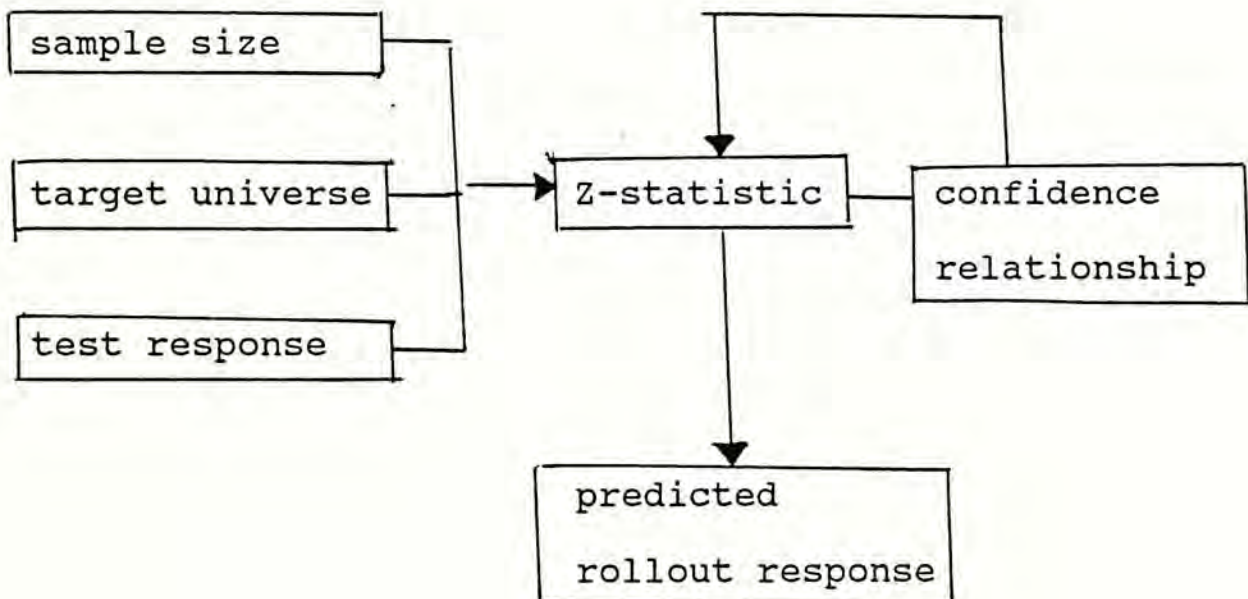 sample size
target universe
test response
Z-statistic
confidence
relationship
predicted
rollout response